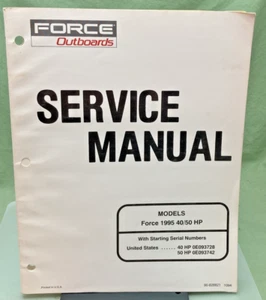 FORCE
Outboards
SERVICE
MANUAL
MODELS
Force 1995 40/50 HP
With Starting Serial Numbers
United States ...... 40 HP 0E093728
50 HP 0E093742